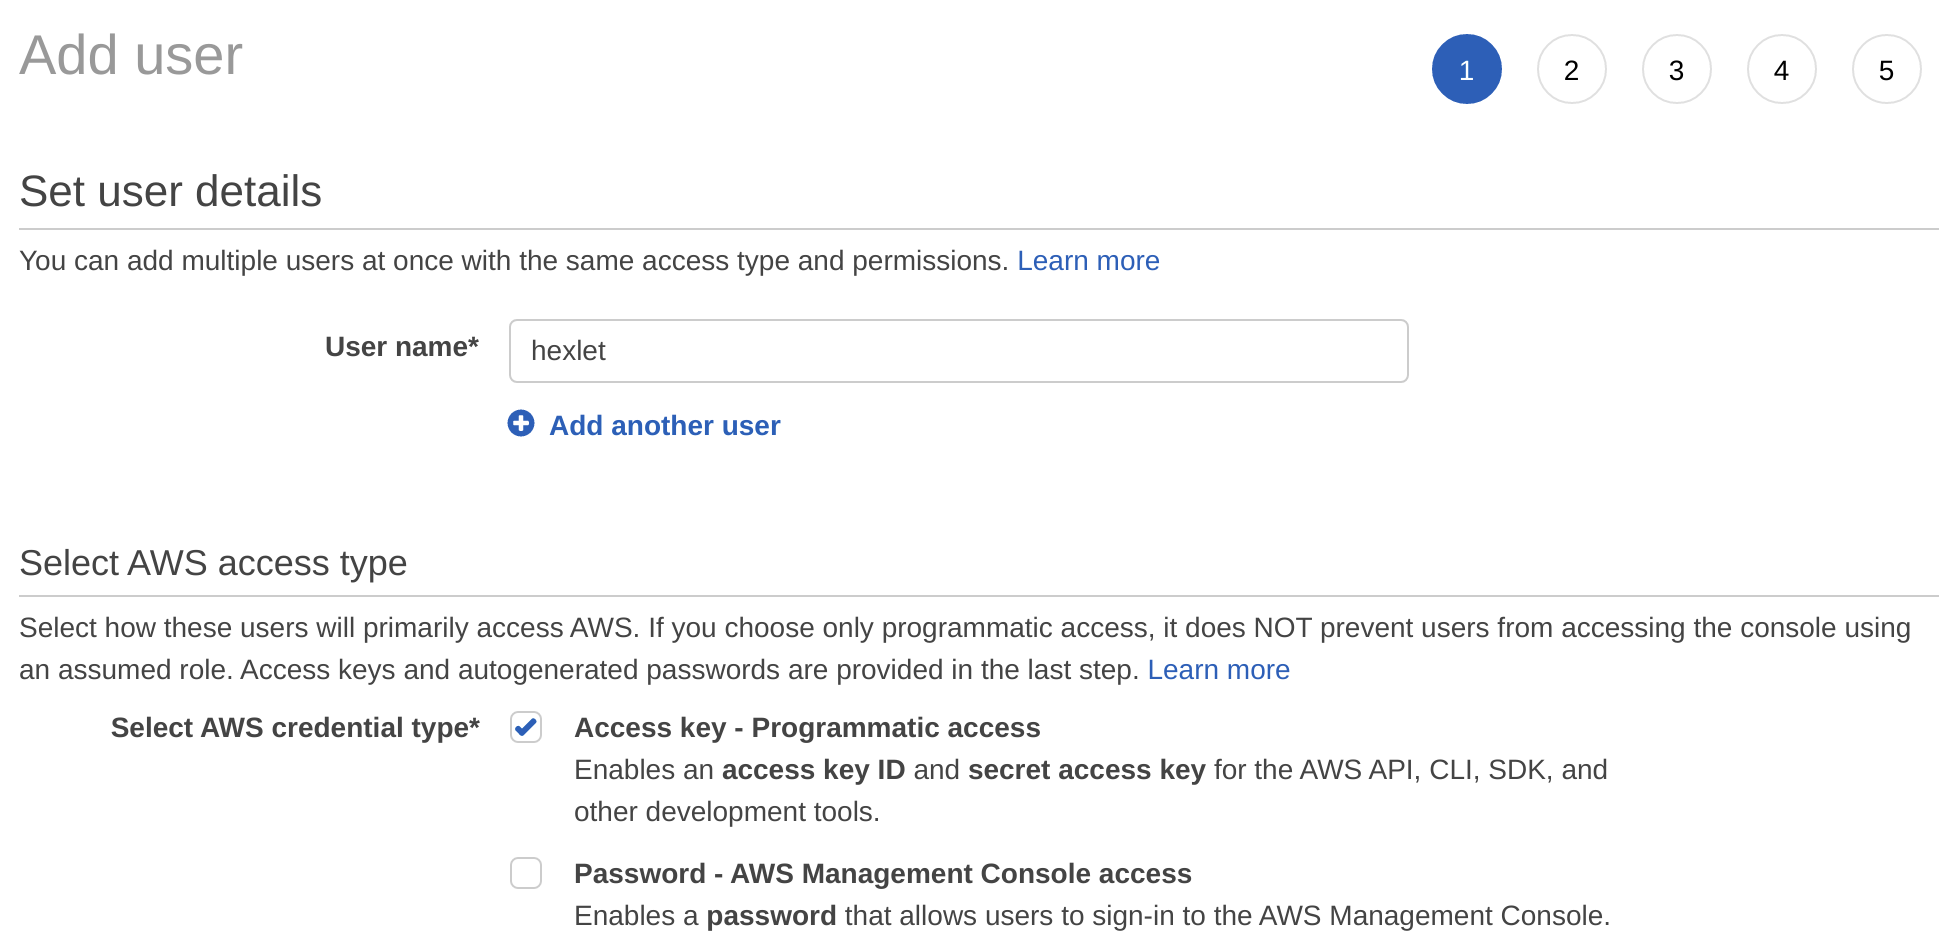 Add user
1 2 3 4 5
Set user details
You can add multiple users at once with the same access type and permissions. Learn more
User name* hexlet
Add another user
Select AWS access type
Select how these users will primarily access AWS. If you choose only programmatic access, it does NOT prevent users from accessing the console using
an assumed role. Access keys and autogenerated passwords are provided in the last step. Learn more
Select AWS credential type* Access key - Programmatic access
Enables an access key ID and secret access key for the AWS API, CLI, SDK, and
other development tools.
Password - AWS Management Console access
Enables a password that allows users to sign-in to the AWS Management Console.